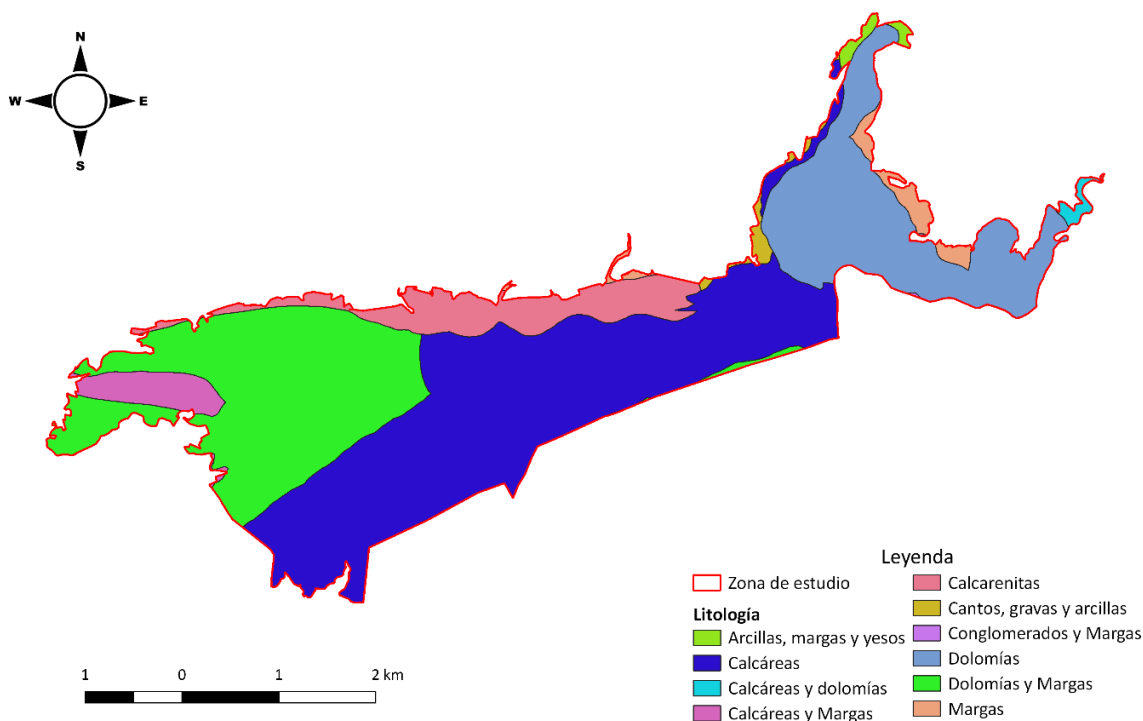 N
W E
S
Leyenda
Zona de estudio
Litología
Arcillas, margas y yesos
Calcáreas
Calcáreas y dolomías
Calcáreas y Margas
Calcarenitas
Cantos, gravas y arcillas
Conglomerados y Margas
Dolomías
Dolomías y Margas
Margas
1 0 1 2 km